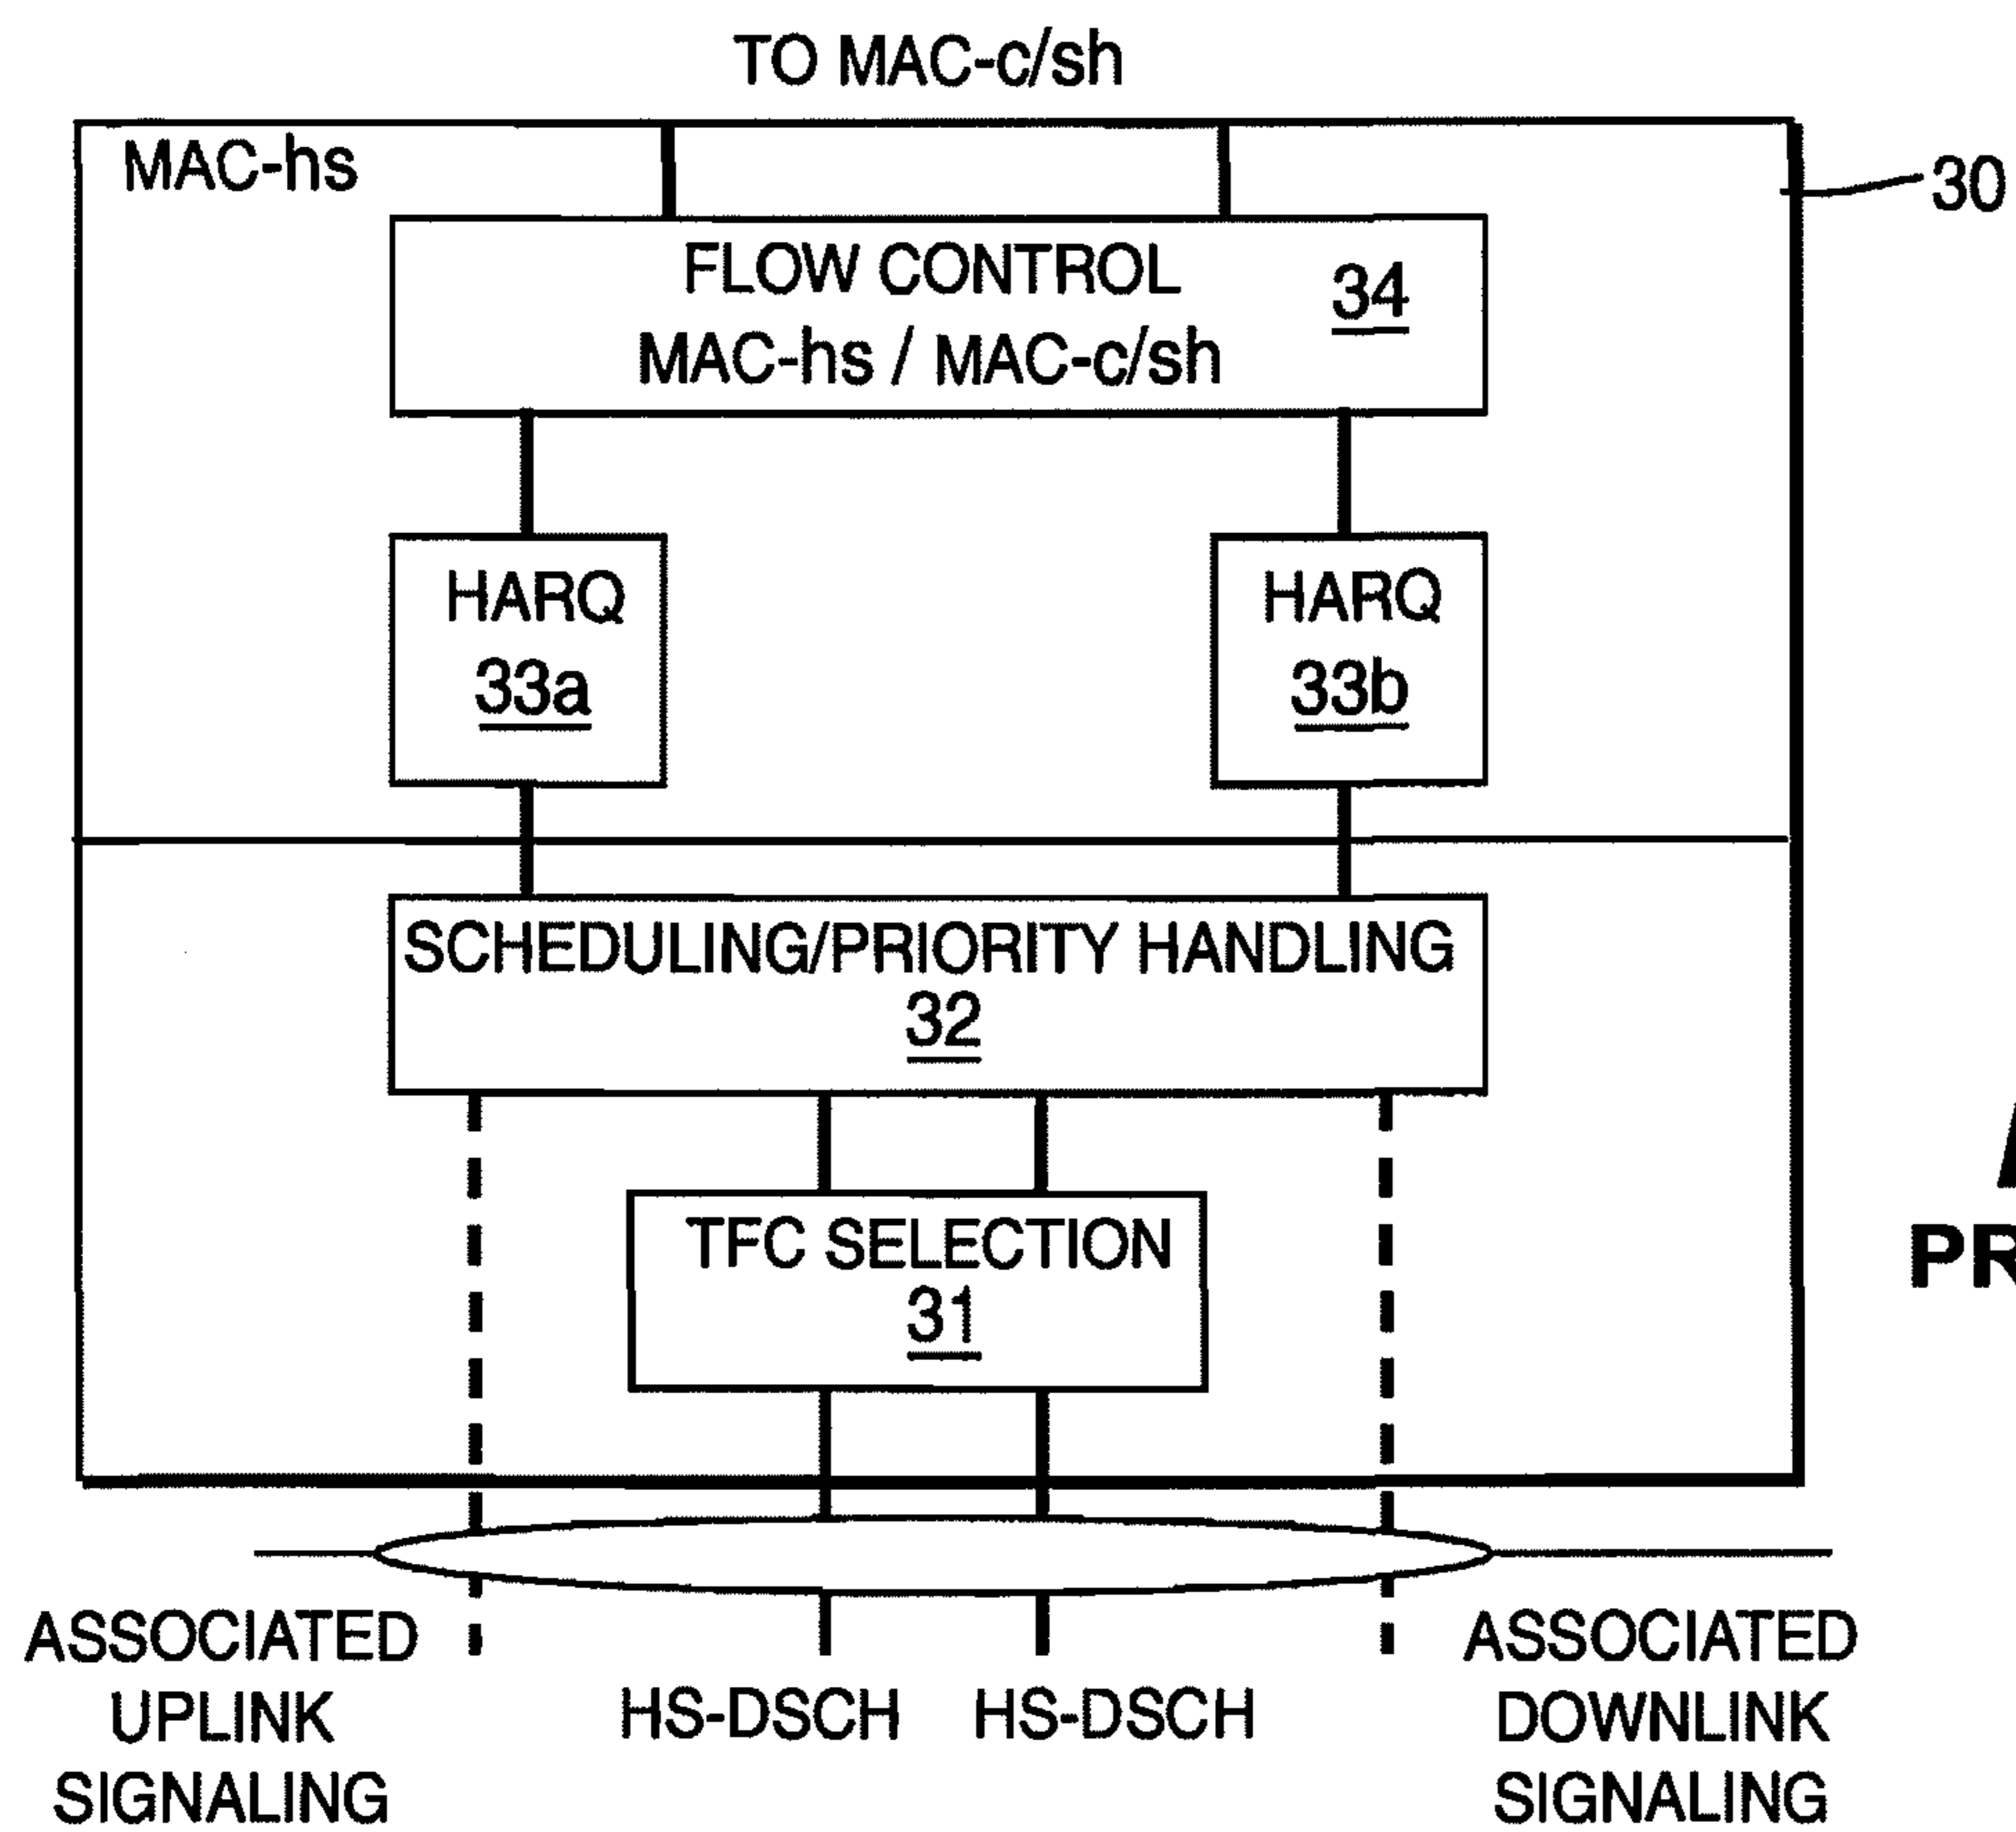 TO MAC-c/sh
MAC-hs
30
FLOW CONTROL
34
MAC-hs / MAC-c/sh
HARQ
33a
HARQ
33b
SCHEDULING/PRIORITY HANDLING
32
TFC SELECTION
31
PR
ASSOCIATED
UPLINK
SIGNALING
HS-DSCH
HS-DSCH
ASSOCIATED
DOWNLINK
SIGNALING